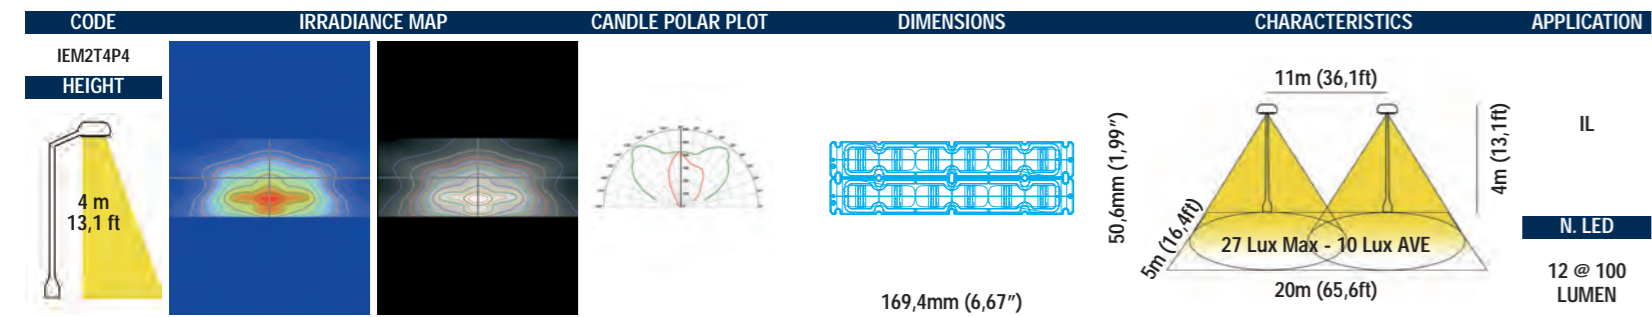 CODE
IRRADIANCE MAP
CANDLE POLAR PLOT
DIMENSIONS
CHARACTERISTICS
APPLICATION
IEM2T4P4
HEIGHT
4 m
13,1 ft
169,4mm (6,67")
50,6mm (1,99")
11m (36,1ft)
4m (13,1ft)
5m (16,4ft)
27 Lux Max - 10 Lux AVE
20m (65,6ft)
IL
N. LED
12 @ 100
LUMEN